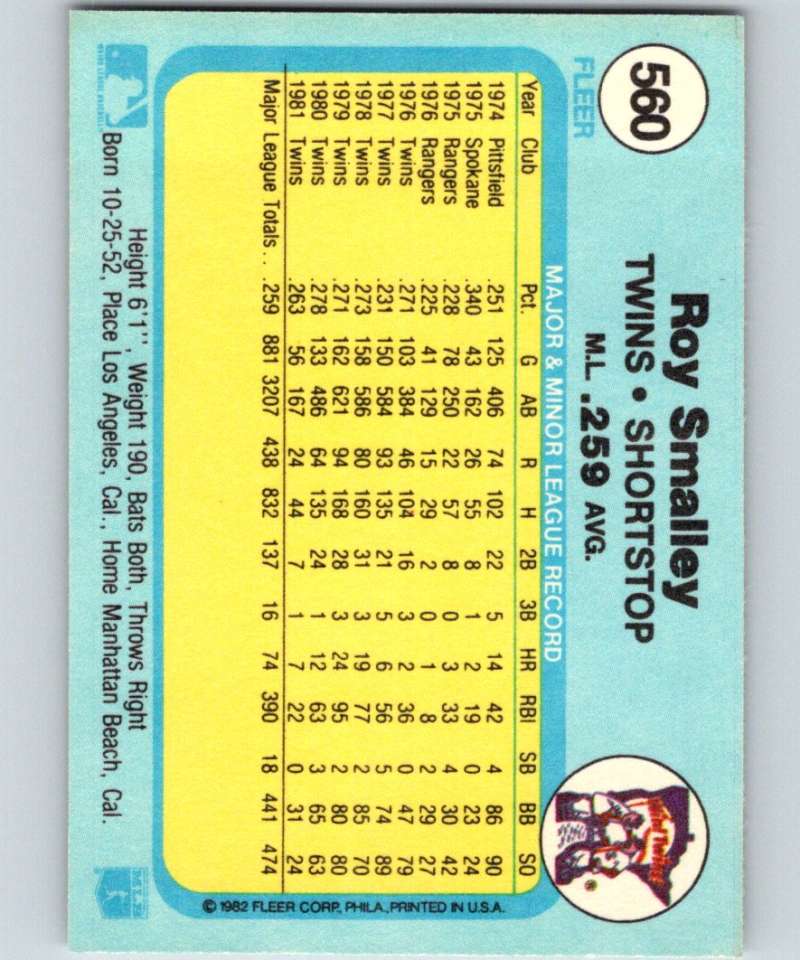 560
FLEER
Roy Smalley
TWINS • SHORTSTOP
M.L. .259 AVG.
Win! Twins!
MAJOR & MINOR LEAGUE RECORD
Year Club Pct. G AB R H 2B 3B HR RBI SB BB SO
1974 Pittsfield .251 125 406 74 102 22 5 14 42 4 86 90
1975 Spokane .340 43 162 26 55 8 1 2 19 0 23 24
1975 Rangers .228 78 250 22 57 8 0 3 33 4 30 42
1976 Rangers .225 41 129 15 29 2 0 1 8 2 29 27
1976 Twins .271 103 384 46 104 16 3 2 36 0 47 79
1977 Twins .231 150 584 93 135 21 5 6 56 5 74 89
1978 Twins .273 158 586 80 160 31 3 19 77 2 85 70
1979 Twins .271 162 621 94 168 28 3 24 95 2 80 80
1980 Twins .278 133 486 64 135 24 1 12 63 3 65 63
1981 Twins .263 56 167 24 44 7 1 7 22 0 31 24
Major League Totals . . .259 881 3207 438 832 137 16 74 390 18 441 474
© 1982 FLEER CORP., PHILA., PRINTED IN U.S.A.
Height 6'1", Weight 190, Bats Both, Throws Right
Born 10-25-52, Place Los Angeles, Cal., Home Manhattan Beach, Cal.